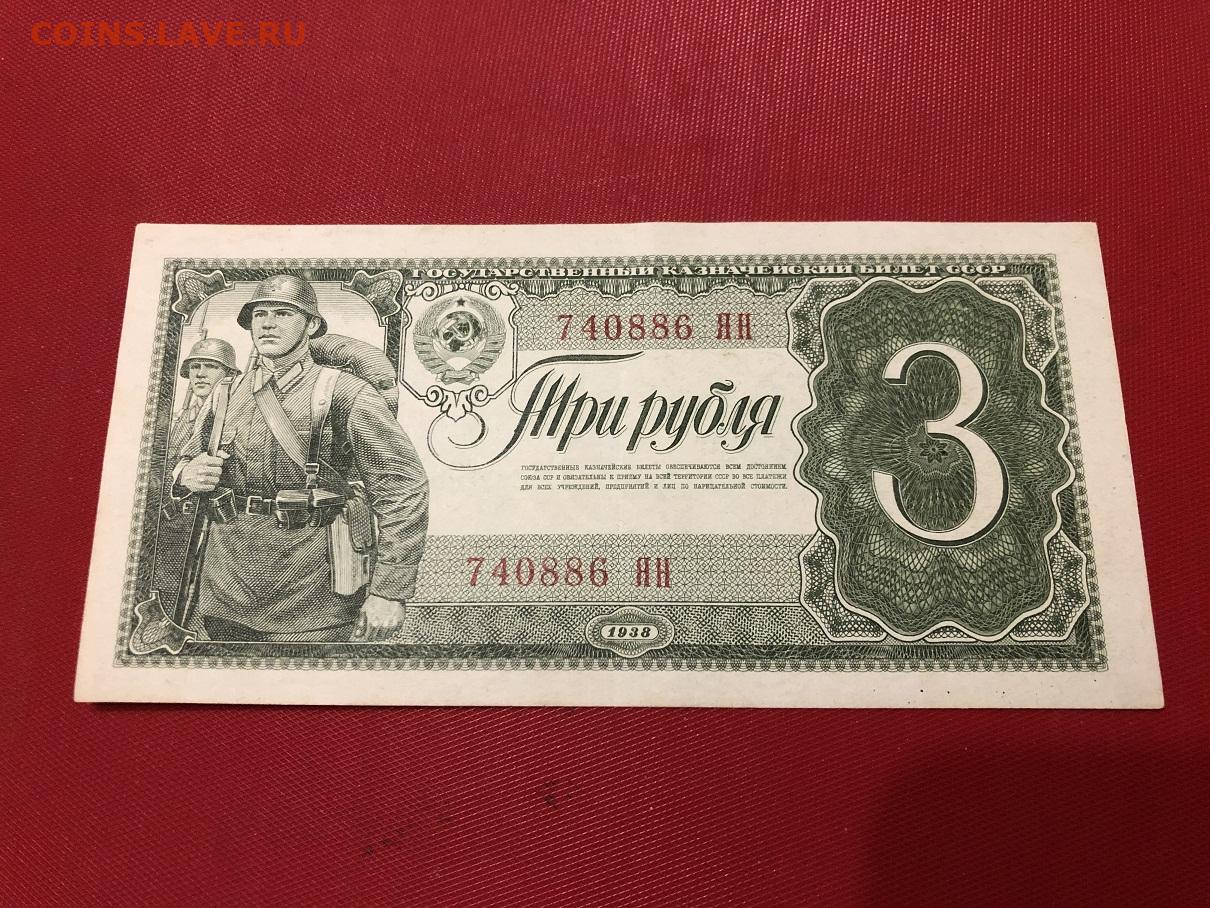 COINS.LAVE.RU
ГОСУДАРСТВЕННЫЙ КАЗНАЧЕЙСКИЙ БИЛЕТ СССР
740886 ЯН
Три рубля
3
ГОСУДАРСТВЕННЫЕ КАЗНАЧЕЙСКИЕ БИЛЕТЫ ОБЕСПЕЧИВАЮТСЯ ВСЕМ ДОСТОЯНИЕМ
СОЮЗА ССР И ОБЯЗАТЕЛЬНЫ К ПРИЕМУ НА ВСЕЙ ТЕРРИТОРИИ СССР ВО ВСЕ ПЛАТЕЖИ
ДЛЯ ВСЕХ УЧРЕЖДЕНИЙ, ПРЕДПРИЯТИЙ И ЛИЦ ПО НАРИЦАТЕЛЬНОЙ СТОИМОСТИ.
740886 ЯН
1938